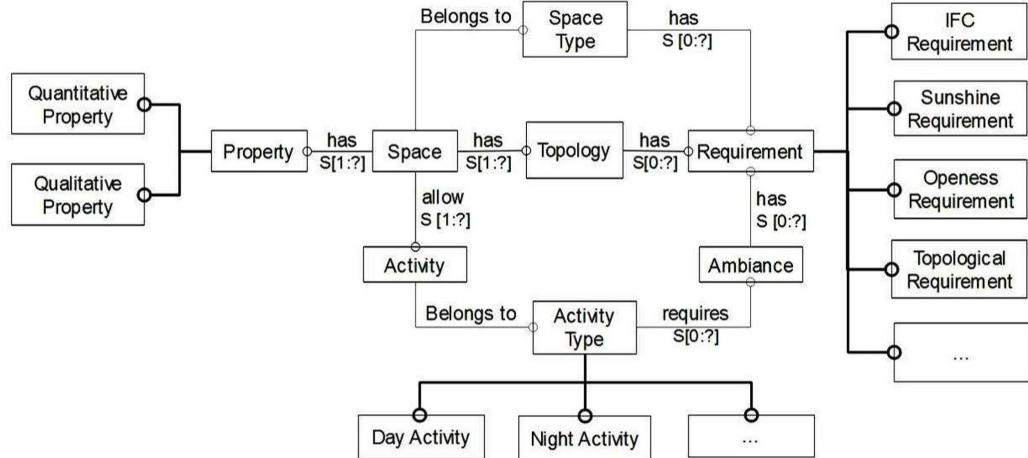 Belongs to
Space
Type
has
S [0:?]
IFC
Requirement
Quantitative
Property
Sunshine
Requirement
Property
has
S[1:?]
Space
has
S[1:?]
Topology
has
S[0:?]
Requirement
Qualitative
Property
allow
S [1:?]
has
S [0:?]
Openess
Requirement
Activity
Ambiance
Topological
Requirement
Belongs to
Activity
Type
requires
S[0:?]
...
Day Activity
Night Activity
...